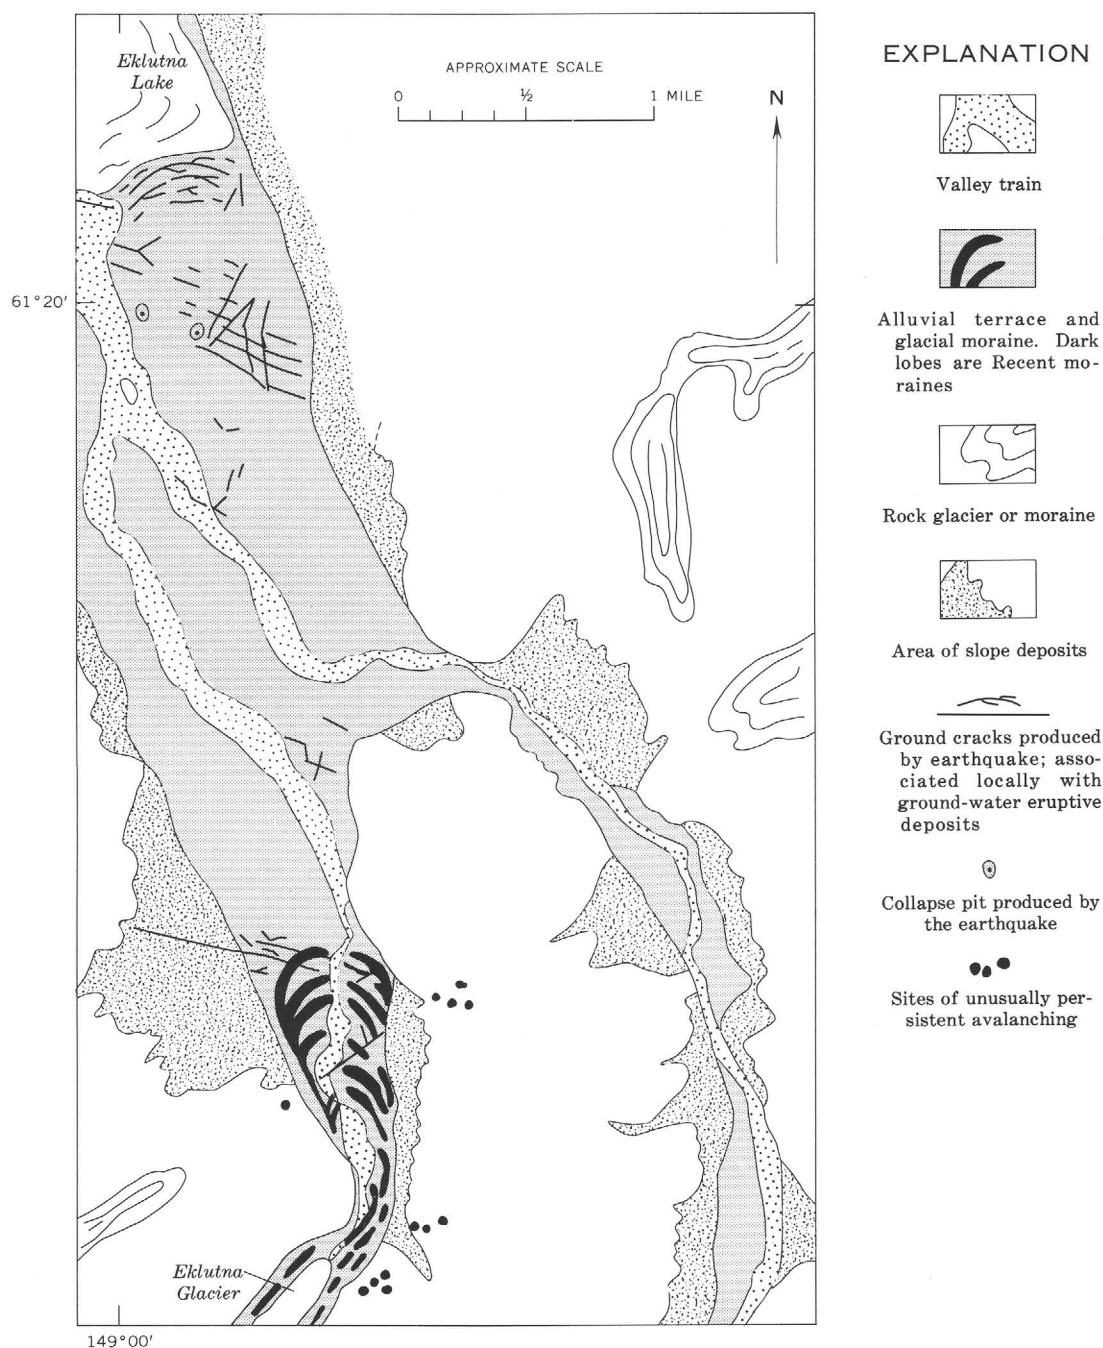 Eklutna
Lake
APPROXIMATE SCALE
0 ½ 1 MILE
N
61°20'
Eklutna
Glacier
149°00'
EXPLANATION
Valley train
Alluvial terrace and
glacial moraine. Dark
lobes are Recent mo-
raines
Rock glacier or moraine
Area of slope deposits
Ground cracks produced
by earthquake; asso-
ciated locally with
ground-water eruptive
deposits
Collapse pit produced by
the earthquake
Sites of unusually per-
sistent avalanching